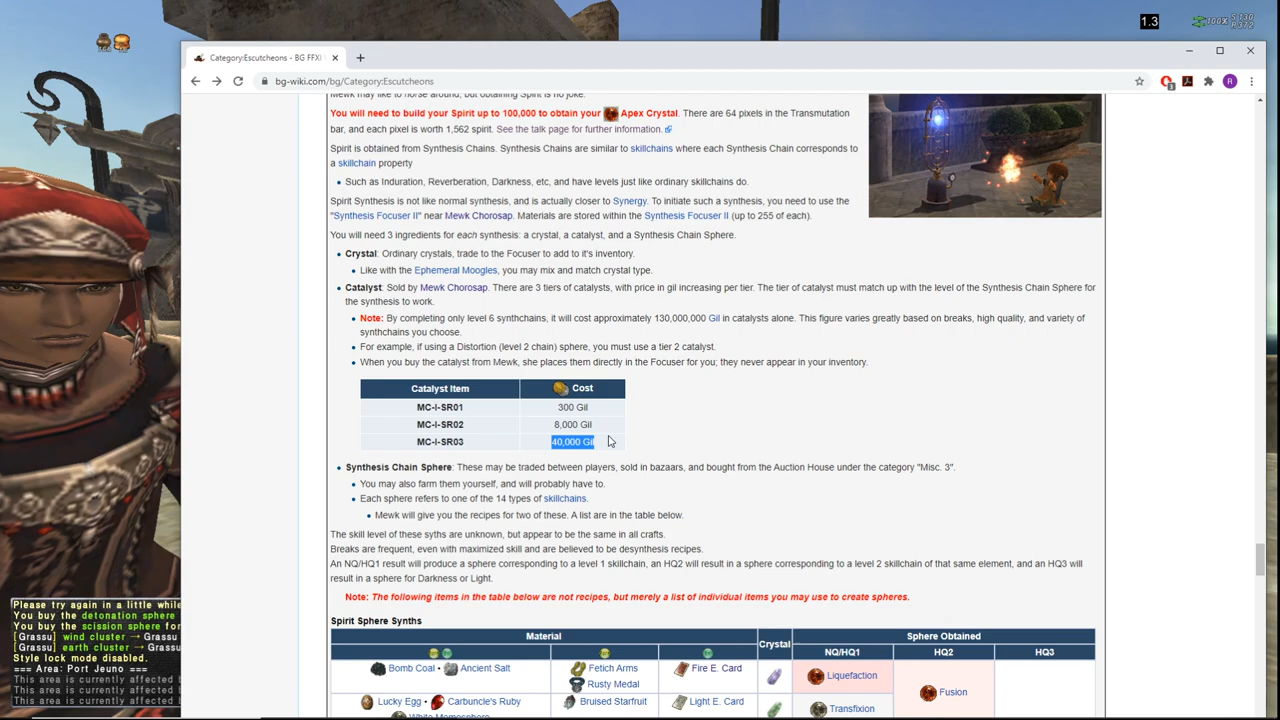 1.3
100% S 130
R 372
Category:Escutcheons - BG FFXI
bg-wiki.com/bg/Category:Escutcheons
R
Mewk may like to horse around, but obtaining Spirit is no joke.
You will need to build your Spirit up to 100,000 to obtain your Apex Crystal. There are 64 pixels in the Transmutation
bar, and each pixel is worth 1,562 spirit. See the talk page for further information.
Spirit is obtained from Synthesis Chains. Synthesis Chains are similar to skillchains where each Synthesis Chain corresponds to
a skillchain property
Such as Induration, Reverberation, Darkness, etc, and have levels just like ordinary skillchains do.
Spirit Synthesis is not like normal synthesis, and is actually closer to Synergy. To initiate such a synthesis, you need to use the
"Synthesis Focuser II" near Mewk Chorosap. Materials are stored within the Synthesis Focuser II (up to 255 of each).
You will need 3 ingredients for each synthesis: a crystal, a catalyst, and a Synthesis Chain Sphere.
Crystal: Ordinary crystals, trade to the Focuser to add to it's inventory.
Like with the Ephemeral Moogles, you may mix and match crystal type.
Catalyst: Sold by Mewk Chorosap. There are 3 tiers of catalysts, with price in gil increasing per tier. The tier of catalyst must match up with the level of the Synthesis Chain Sphere for
the synthesis to work.
Note: By completing only level 6 synthchains, it will cost approximately 130,000,000 Gil in catalysts alone. This figure varies greatly based on breaks, high quality, and variety of
synthchains you choose.
For example, if using a Distortion (level 2 chain) sphere, you must use a tier 2 catalyst.
When you buy the catalyst from Mewk, she places them directly in the Focuser for you; they never appear in your inventory.
Catalyst Item Cost
MC-I-SR01 300 Gil
MC-I-SR02 8,000 Gil
MC-I-SR03 40,000 Gil
Synthesis Chain Sphere: These may be traded between players, sold in bazaars, and bought from the Auction House under the category "Misc. 3".
You may also farm them yourself, and will probably have to.
Each sphere refers to one of the 14 types of skillchains.
Mewk will give you the recipes for two of these. A list are in the table below.
The skill level of these syths are unknown, but appear to be the same in all crafts.
Breaks are frequent, even with maximized skill and are believed to be desynthesis recipes.
An NQ/HQ1 result will produce a sphere corresponding to a level 1 skillchain, an HQ2 will result in a sphere corresponding to a level 2 skillchain of that same element, and an HQ3 will
result in a sphere for Darkness or Light.
Note: The following items in the table below are not recipes, but merely a list of individual items you may use to create spheres.
Spirit Sphere Synths
Material Crystal Sphere Obtained
NQ/HQ1 HQ2 HQ3
Bomb Coal • Ancient Salt Fetich Arms Fire E. Card Liquefaction
Rusty Medal
Fusion
Lucky Egg • Carbuncle's Ruby Bruised Starfruit Light E. Card Transfixion
White Memosphere
Please try again in a little while
You buy the detonation sphere
You buy the scission sphere fo
[Grassu] wind cluster → Grassu
[Grassu] earth cluster → Grassu
Style lock mode disabled.
=== Area: Port Jeuno ===
This area is currently affected b
This area is currently affected b
This area is currently affected b